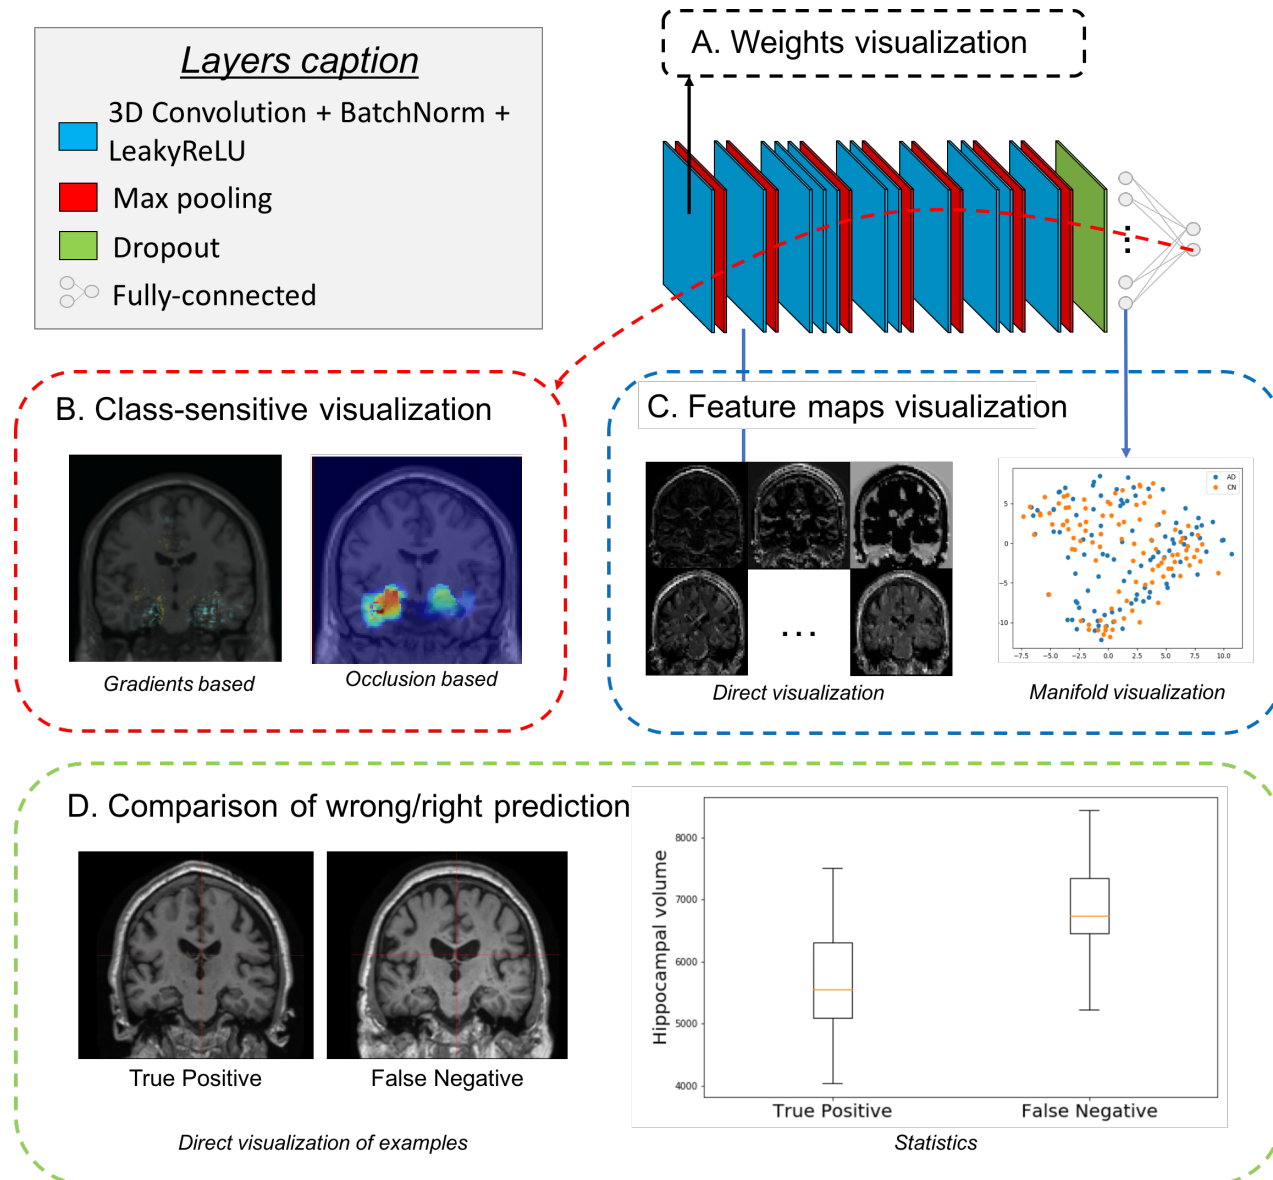 Layers caption
3D Convolution + BatchNorm +
LeakyReLU
Max pooling
Dropout
Fully-connected
A. Weights visualization
B. Class-sensitive visualization
Gradients based
Occlusion based
C. Feature maps visualization
...
Direct visualization
AD
CN
5
0
−5
−10
−7.5 −5.0 −2.5 0.0 2.5 5.0 7.5 10.0
Manifold visualization
D. Comparison of wrong/right prediction
True Positive
False Negative
Direct visualization of examples
Hippocampal volume
8000
7000
6000
5000
4000
True Positive
False Negative
Statistics